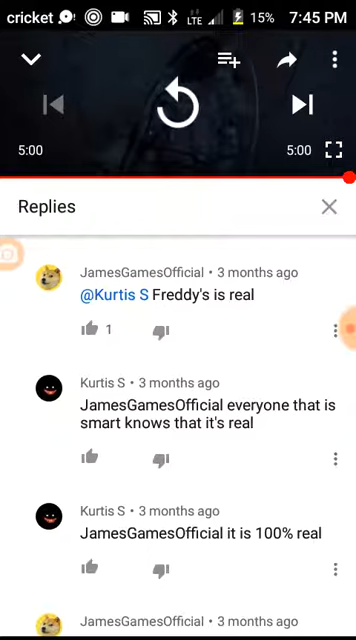 cricket LTE 15% 7:45 PM
5:00 5:00
Replies
JamesGamesOfficial • 3 months ago
@Kurtis S Freddy's is real
1
Kurtis S • 3 months ago
JamesGamesOfficial everyone that is
smart knows that it's real
Kurtis S • 3 months ago
JamesGamesOfficial it is 100% real
JamesGamesOfficial • 3 months ago